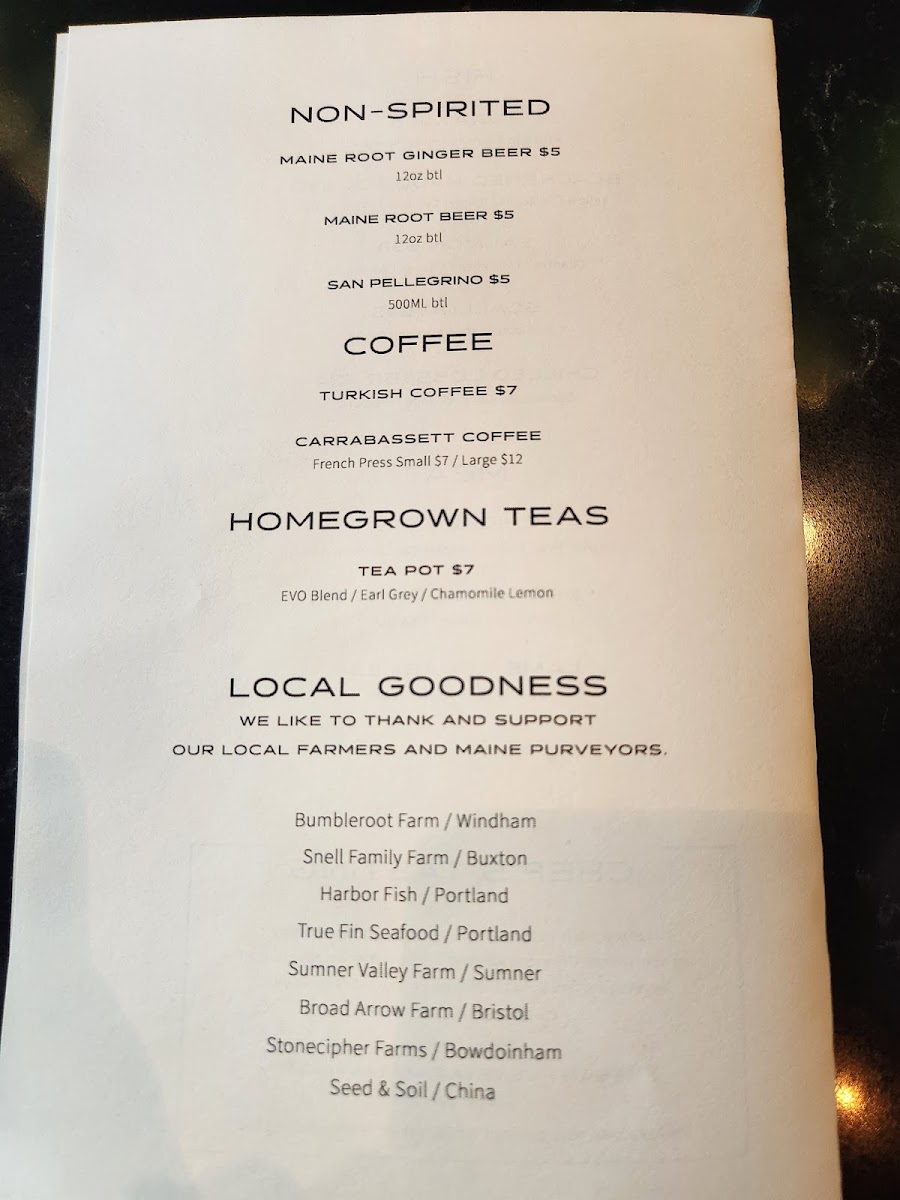 NON-SPIRITED
MAINE ROOT GINGER BEER $5
12oz btl
MAINE ROOT BEER $5
12oz btl
SAN PELLEGRINO $5
500ML btl
COFFEE
TURKISH COFFEE $7
CARRABASSETT COFFEE
French Press Small $7 / Large $12
HOMEGROWN TEAS
TEA POT $7
EVO Blend / Earl Grey / Chamomile Lemon
LOCAL GOODNESS
WE LIKE TO THANK AND SUPPORT
OUR LOCAL FARMERS AND MAINE PURVEYORS.
Bumbleroot Farm / Windham
Snell Family Farm / Buxton
Harbor Fish / Portland
True Fin Seafood / Portland
Sumner Valley Farm / Sumner
Broad Arrow Farm / Bristol
Stonecipher Farms / Bowdoinham
Seed & Soil / China